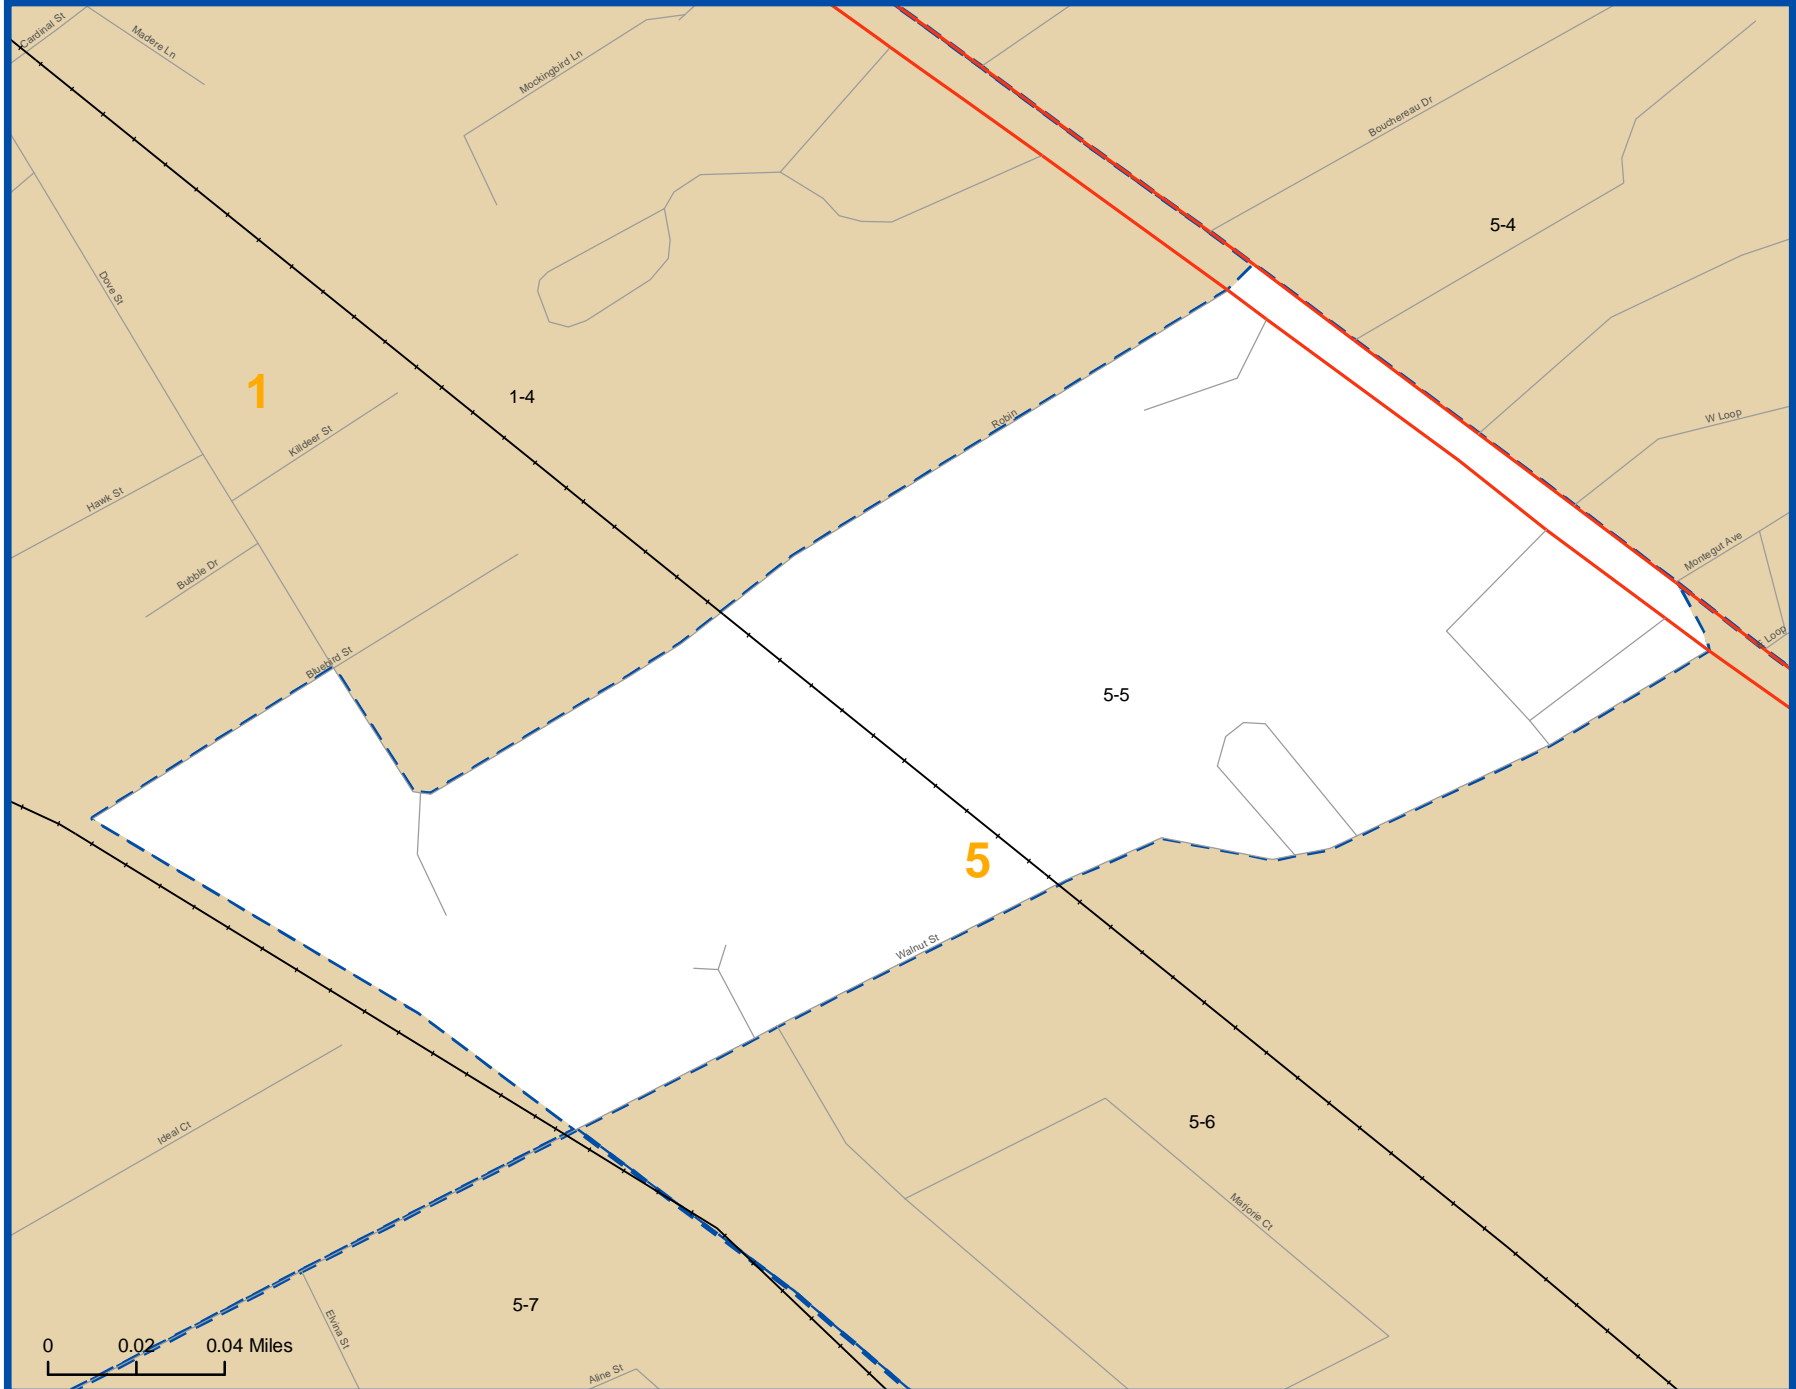 Cardinal St
Madere Ln
Mockingbird Ln
Bouchereau Dr
5-4
Dove St
1
1-4
Robin
W Loop
Killdeer St
Hawk St
Montegut Ave
Bubble Dr
Loop
Bluebird St
5-5
5
Walnut St
5-6
Ideal Ct
Marjorie Ct
5-7
Elvina St
0
0.02
0.04 Miles
Aline St